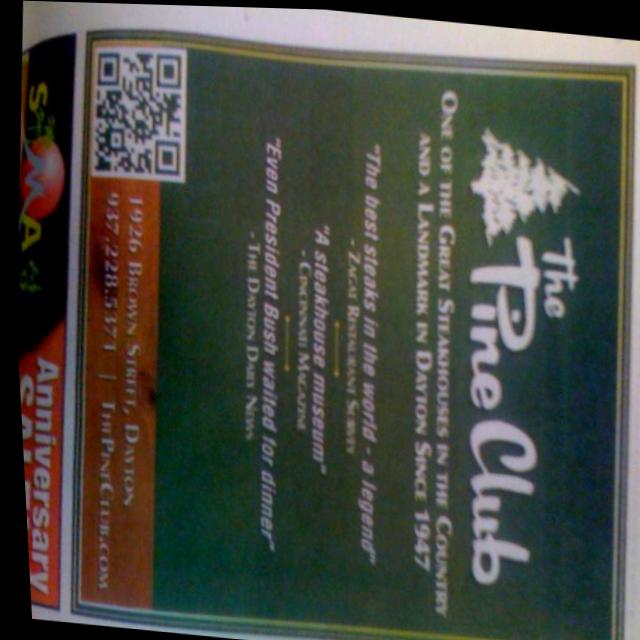 The
Pine Club
ONE OF THE GREAT STEAKHOUSES IN THE COUNTRY
AND A LANDMARK IN DAYTON SINCE 1947
"The best steaks in the world - a legend"
- ZAGAT RESTAURANT SURVEY
"A steakhouse museum"
- CINCINNATI MAGAZINE
"Even President Bush waited for dinner"
- THE DAYTON DAILY NEWS
1926 BROWN STREET, DAYTON
937.228.5371 | THEPINECLUB.COM
Anniversary